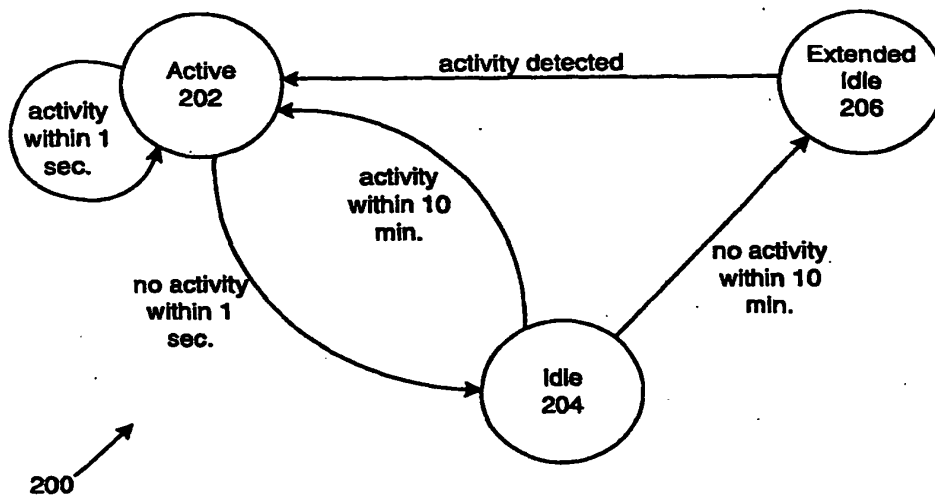 Active
202
activity detected
Extended
Idle
206
activity
within 1
sec.
activity
within 10
min.
no activity
within 1
sec.
no activity
within 10
min.
Idle
204
200